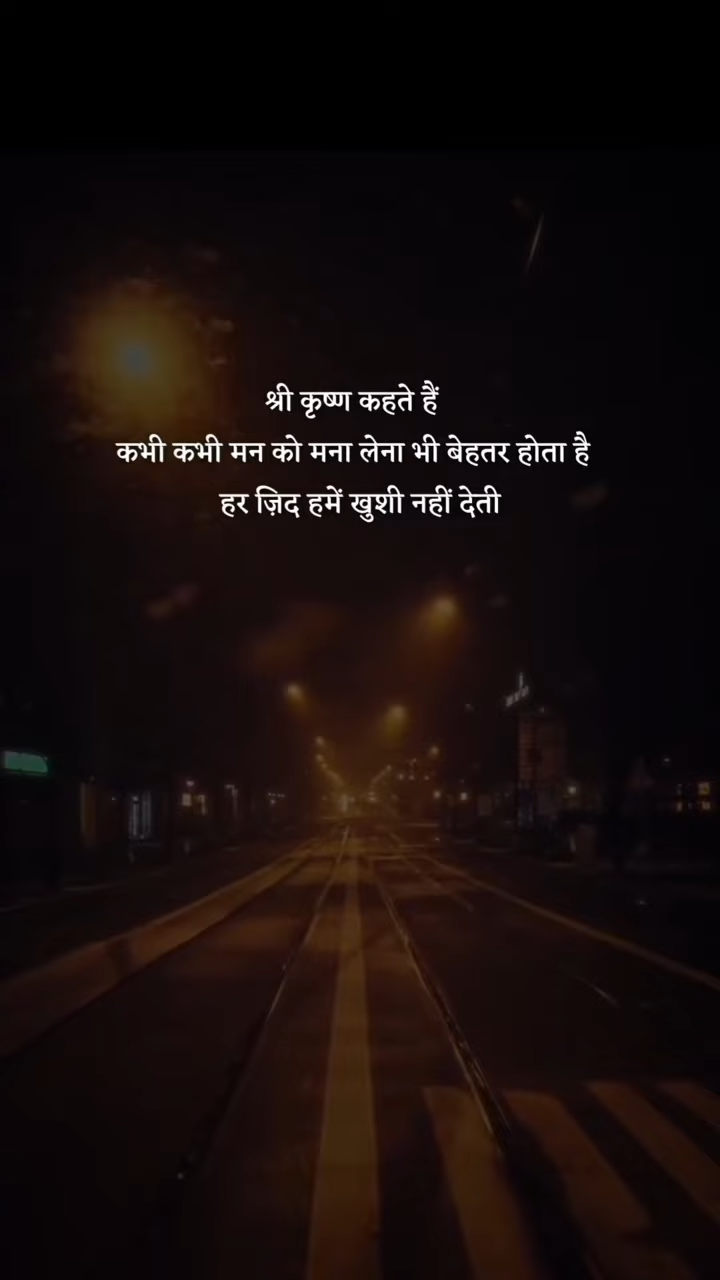 श्री कृष्ण कहते हैं
कभी कभी मन को मना लेना भी बेहतर होता है
हर ज़िद हमें खुशी नहीं देती